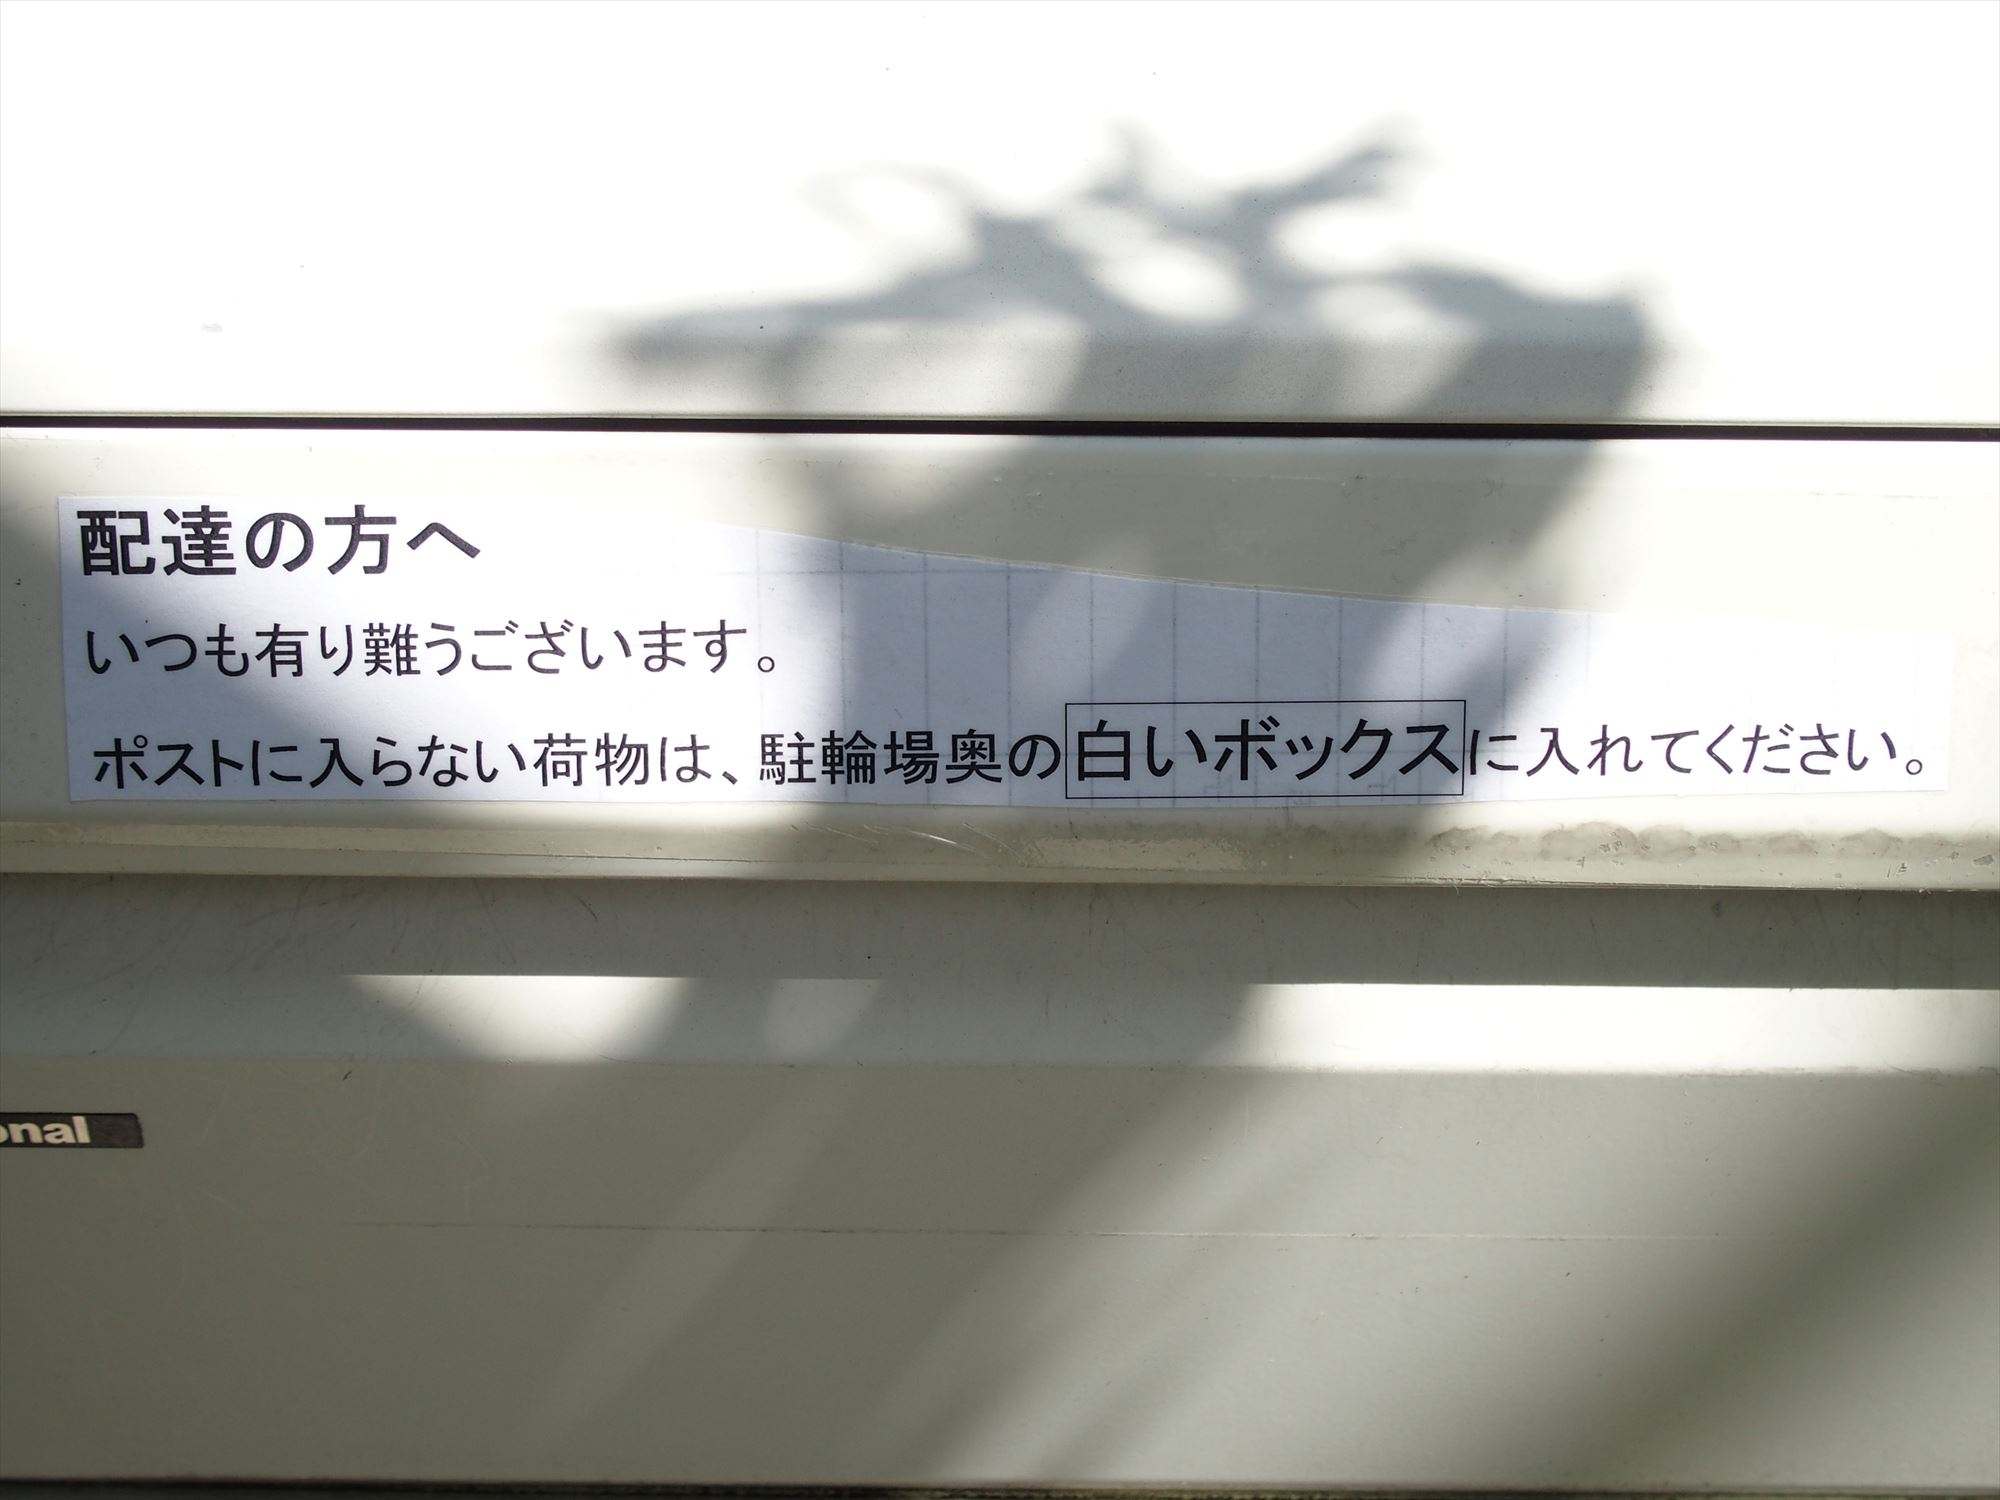 配達の方へ
いつも有り難うございます。
ポストに入らない荷物は、駐輪場奥の白いボックスに入れてください。
onal